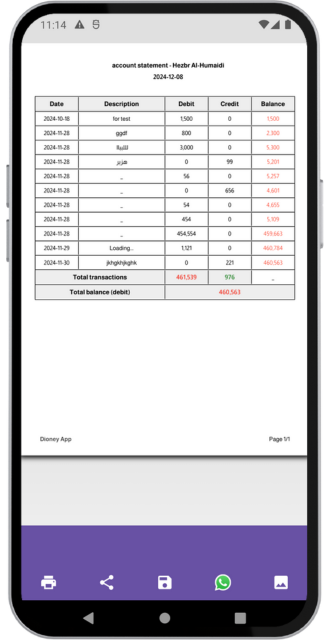 11:14
account statement - Hezbr Al-Humaidi
2024-12-08
Date Description Debit Credit Balance
2024-10-18 for test 1,500 0 1,500
2024-11-28 ggdf 800 0 2,300
2024-11-28 3,000 0 5,300
2024-11-28 هزبر 0 99 5,201
2024-11-28 _ 56 0 5,257
2024-11-28 _ 0 656 4,601
2024-11-28 _ 54 0 4,655
2024-11-28 _ 454 0 5,109
2024-11-28 _ 454,554 0 459,663
2024-11-29 Loading.. 1,121 0 460,784
2024-11-30 jkhgkhjkghk 0 221 460,563
Total transactions 461,539 976 _
Total balance (debit) 460,563
Dioney App Page 1/1